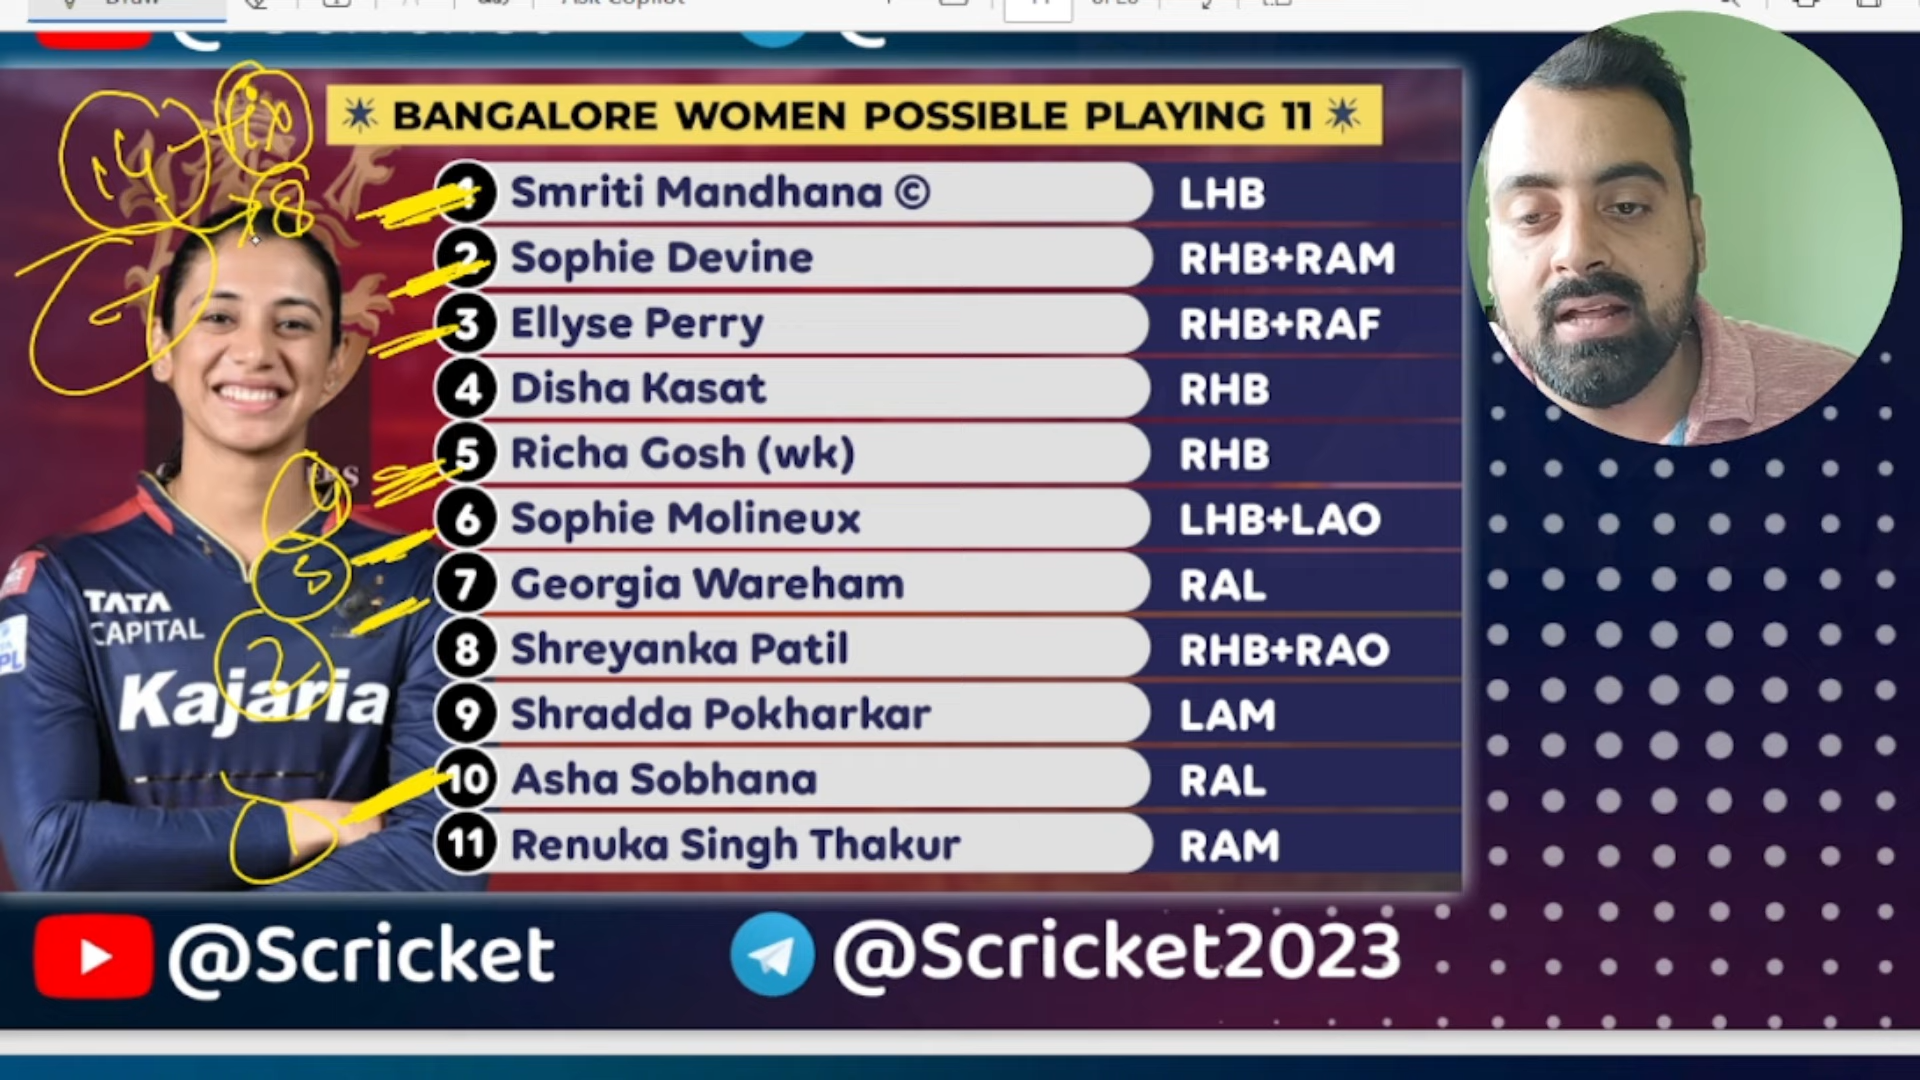 Draw
Ask Copilot
BANGALORE WOMEN POSSIBLE PLAYING 11
1 Smriti Mandhana © LHB
2 Sophie Devine RHB+RAM
3 Ellyse Perry RHB+RAF
4 Disha Kasat RHB
5 Richa Gosh (wk) RHB
6 Sophie Molineux LHB+LAO
7 Georgia Wareham RAL
8 Shreyanka Patil RHB+RAO
9 Shradda Pokharkar LAM
10 Asha Sobhana RAL
11 Renuka Singh Thakur RAM
TATA
CAPITAL
Kajaria
@Scricket
@Scricket2023